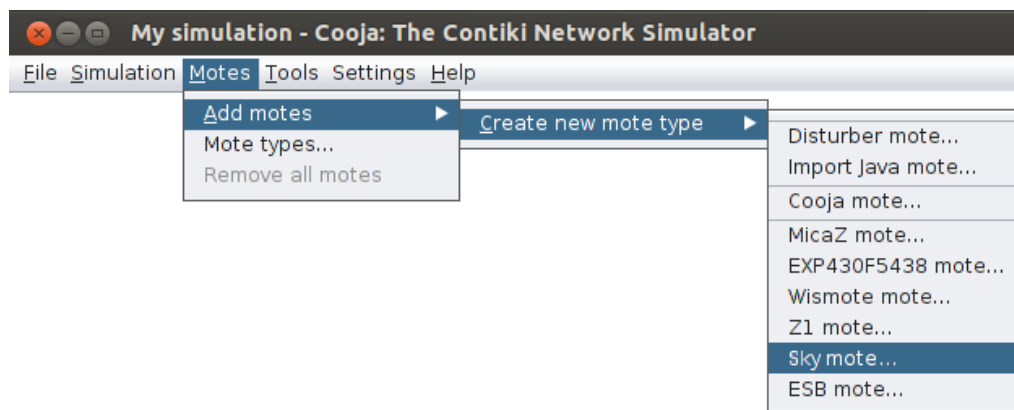 My simulation - Cooja: The Contiki Network Simulator
File Simulation Motes Tools Settings Help
Add motes
Mote types...
Remove all motes
Create new mote type
Disturber mote...
Import Java mote...
Cooja mote...
MicaZ mote...
EXP430F5438 mote...
Wismote mote...
Z1 mote...
Sky mote...
ESB mote...